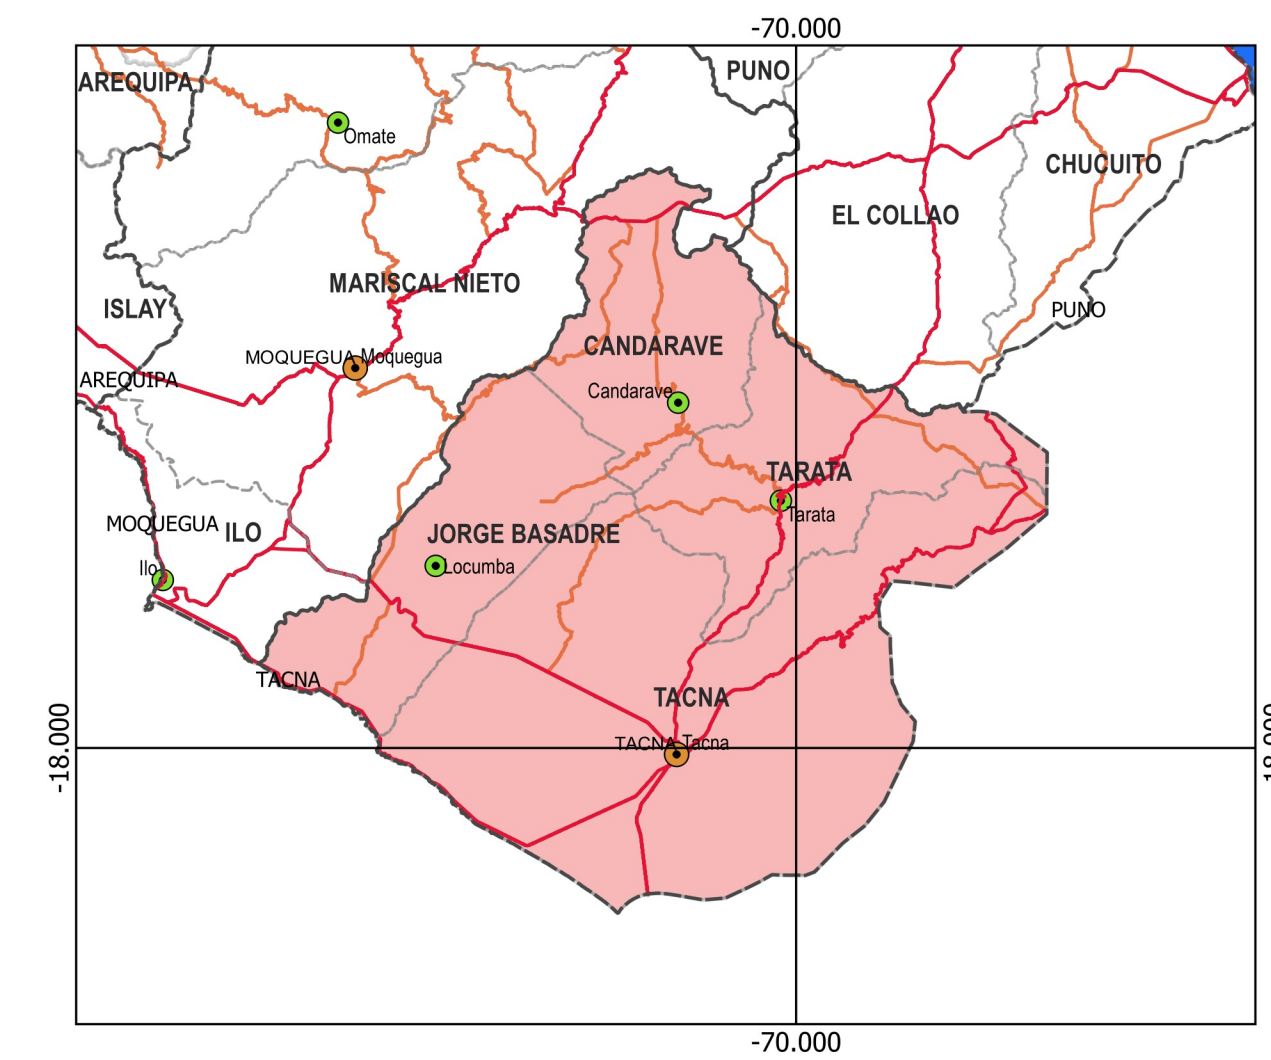 -70.000
PUNO
AREQUIPA
Omate
CHUCUITO
EL COLLAO
MARISCAL NIETO
ISLAY
PUNO
CANDARAVE
MOQUEGUA Moquegua
AREQUIPA
Candarave
TARATA
Tarata
MOQUEGUA ILO
JORGE BASADRE
Ilo
Locumba
TACNA
TACNA
-18.000
TACNA Tacna
-70.000